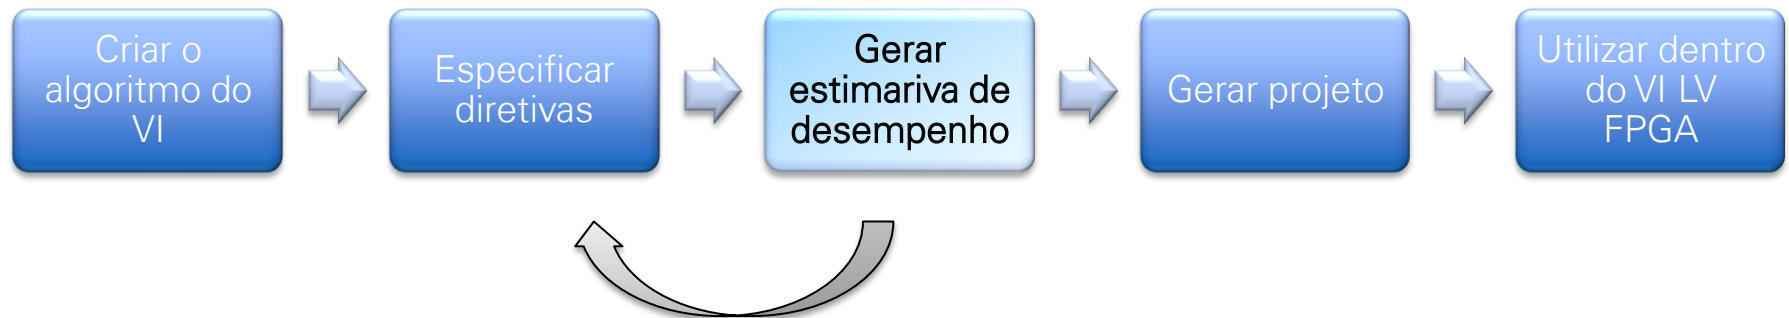 Criar o
algoritmo do
VI
Especificar
diretivas
Gerar
estimariva de
desempenho
Gerar projeto
Utilizar dentro
do VI LV
FPGA